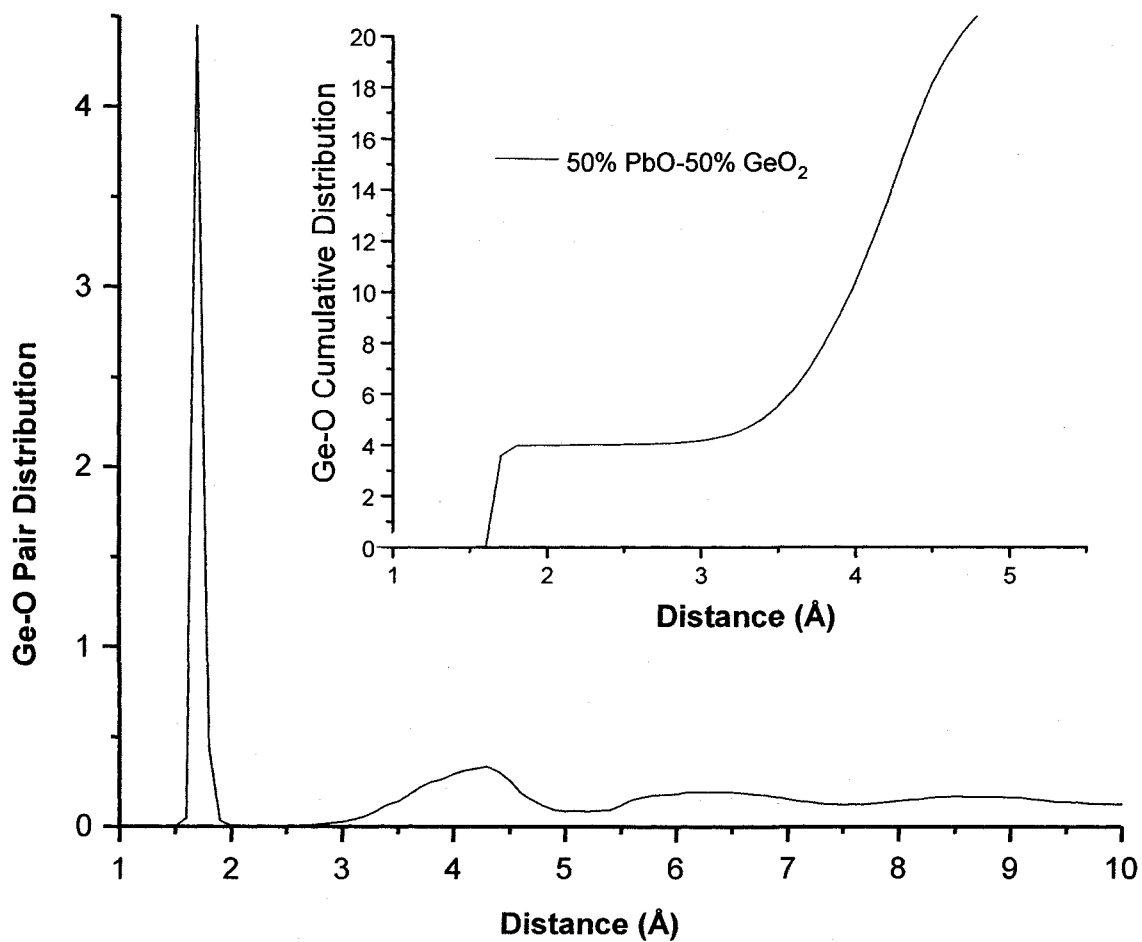 Ge-O Pair Distribution
4
3
2
1
0
1 2 3 4 5 6 7 8 9 10
Distance (Å)
Ge-O Cumulative Distribution
20
18
16
14
12
10
8
6
4
2
0
1 2 3 4 5
Distance (Å)
50% PbO-50% GeO₂